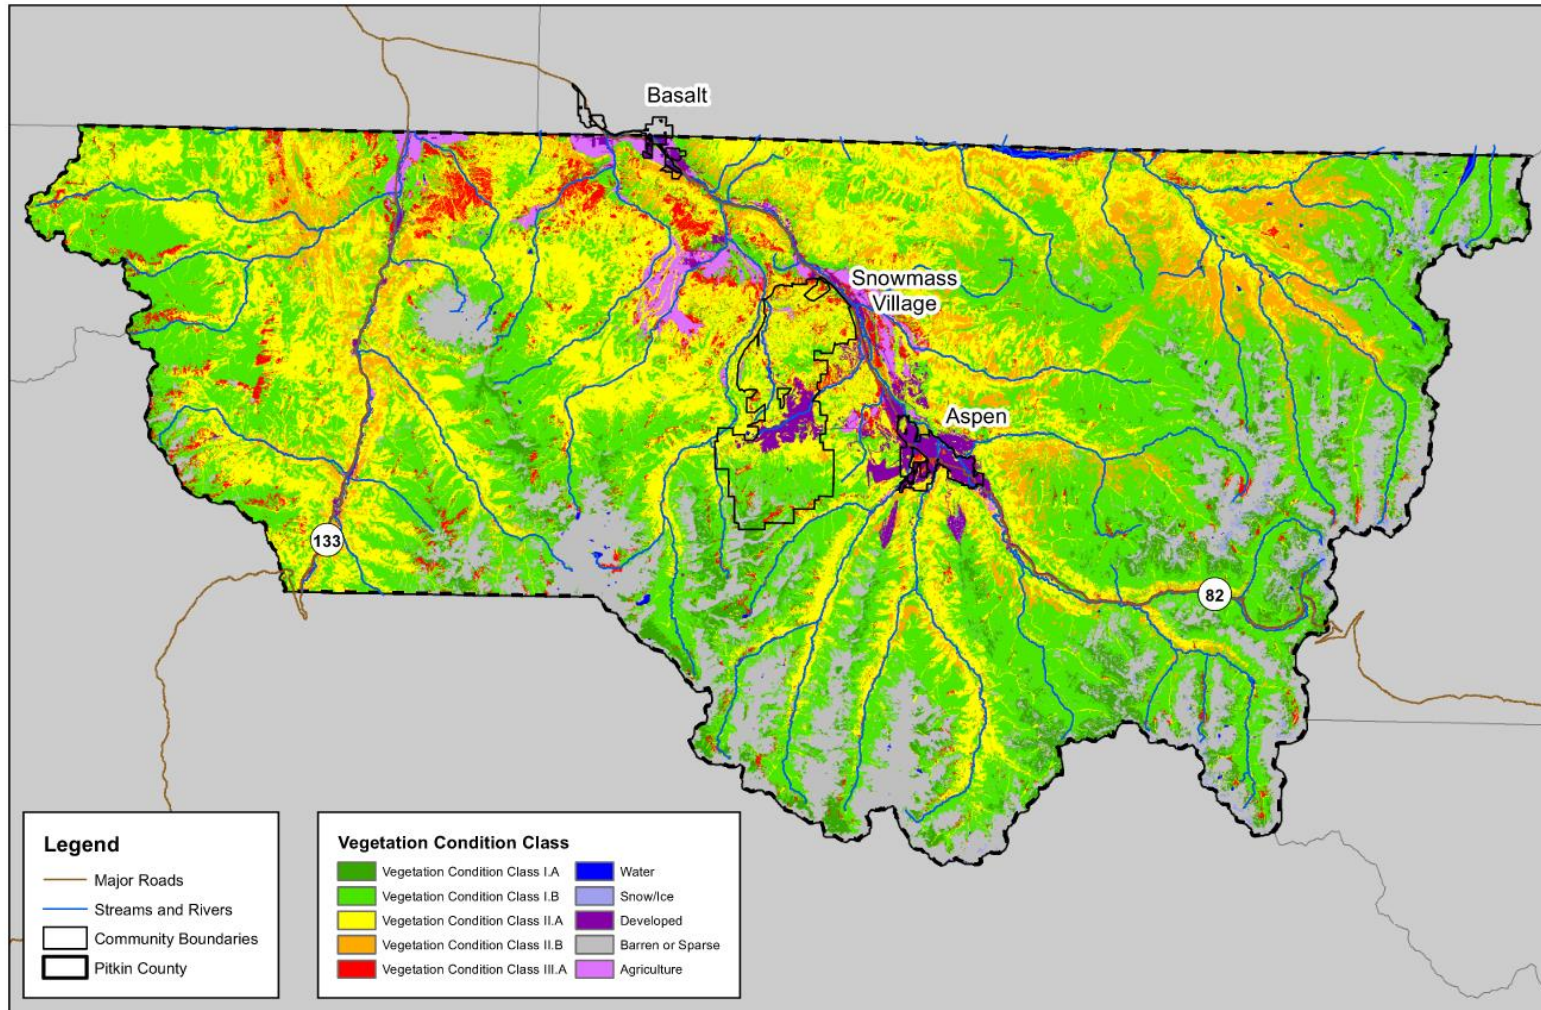 Basalt
Snowmass
Village
Aspen
133
82
Legend
Major Roads
Streams and Rivers
Community Boundaries
Pitkin County
Vegetation Condition Class
Vegetation Condition Class I.A
Vegetation Condition Class I.B
Vegetation Condition Class II.A
Vegetation Condition Class II.B
Vegetation Condition Class III.A
Water
Snow/Ice
Developed
Barren or Sparse
Agriculture